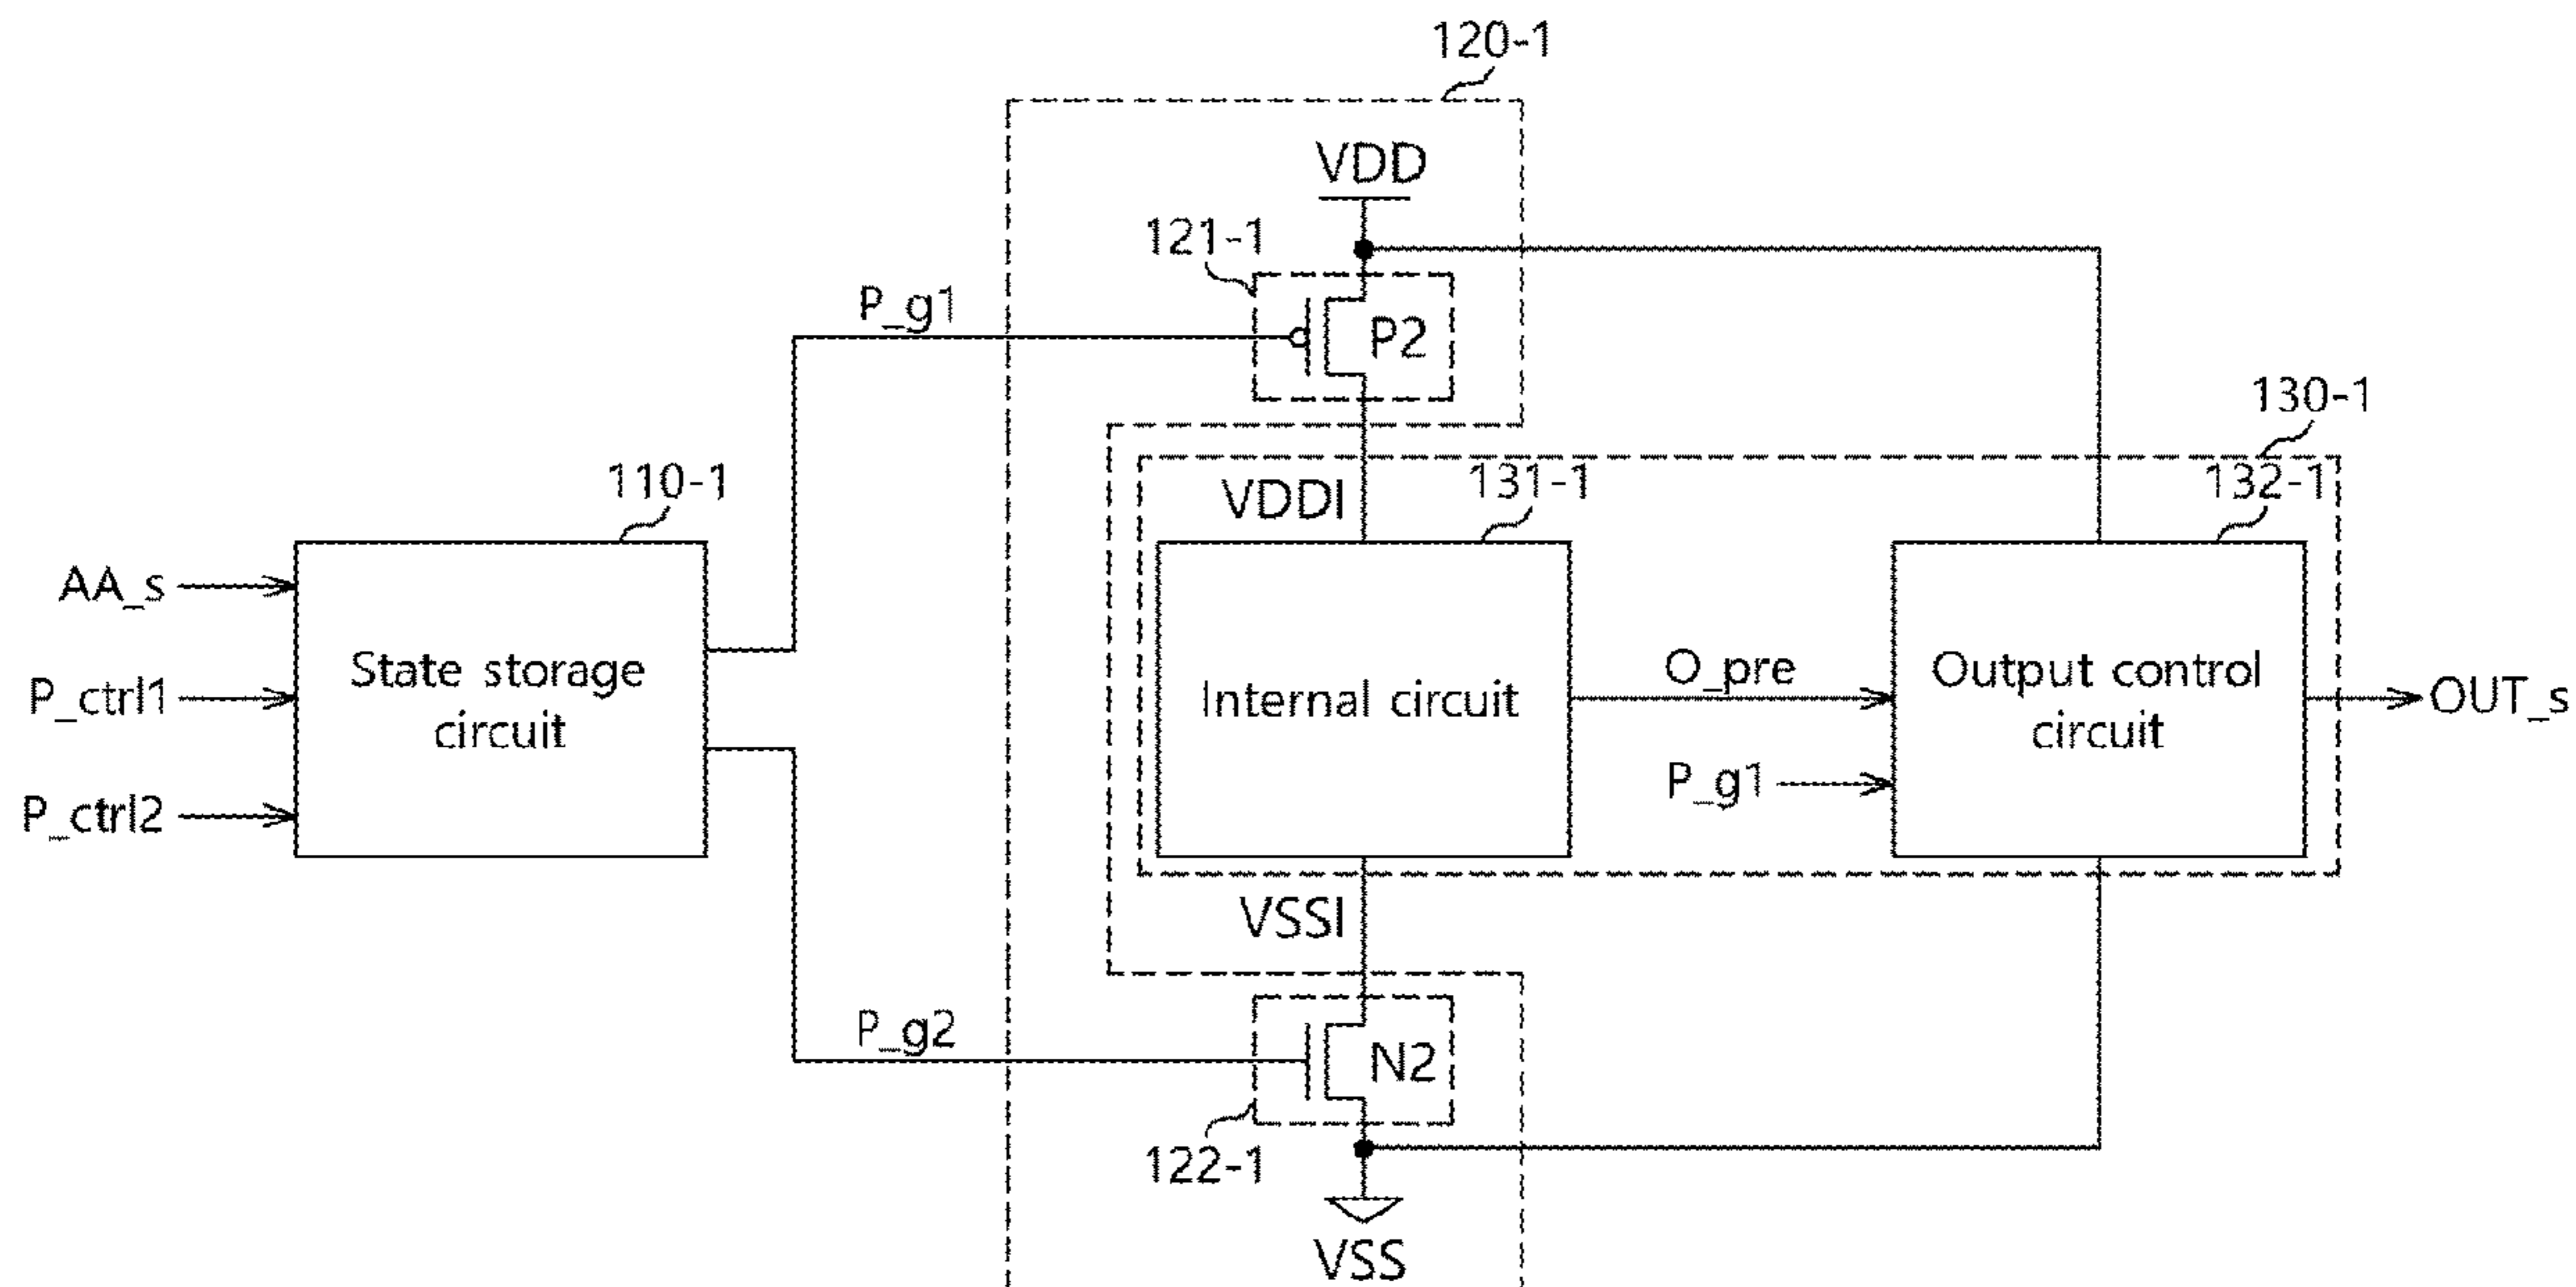 120-1
VDD
121-1
P_g1
P2
130-1
110-1
VDDI
131-1
132-1
AA_s
P_ctrl1
P_ctrl2
State storage
circuit
Internal circuit
O_pre
P_g1
Output control
circuit
OUT_s
VSSI
P_g2
N2
122-1
VSS